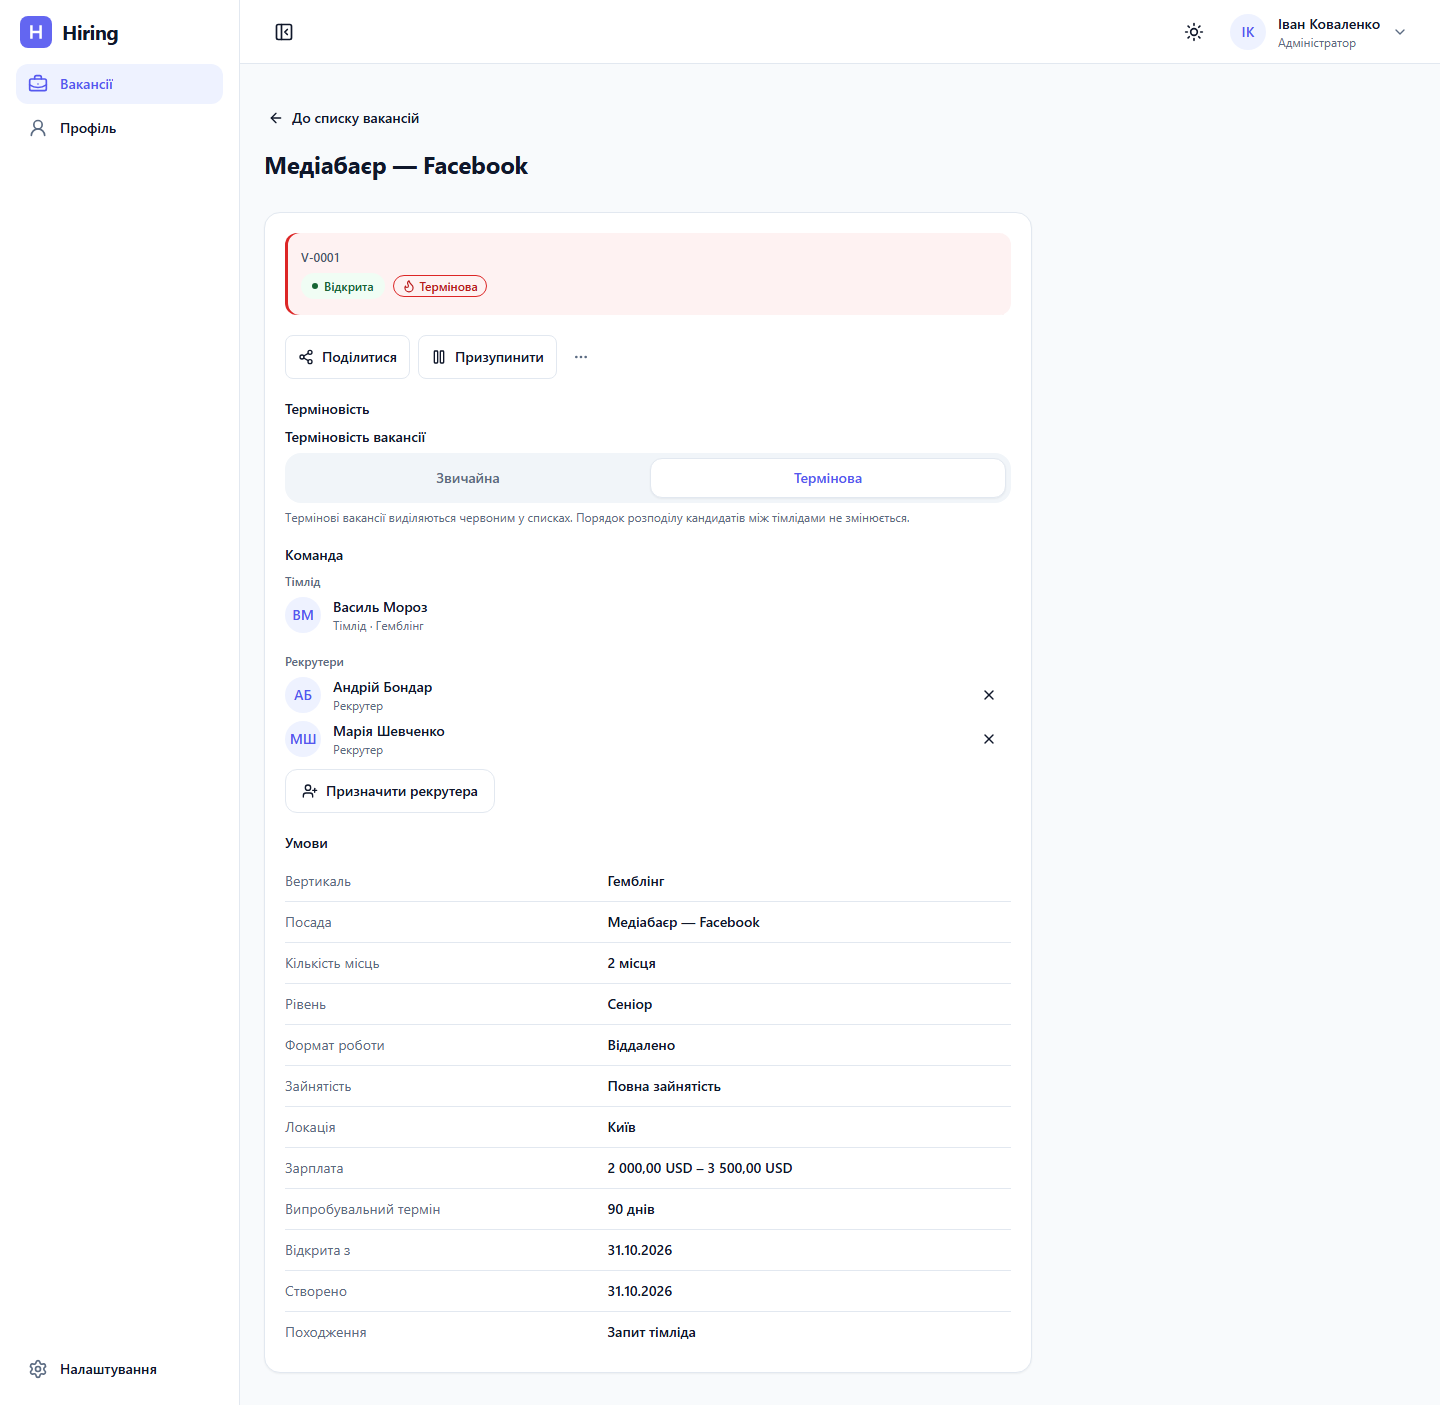 H Hiring
Іван Коваленко
ІК
Адміністратор
Вакансії
Профіль
До списку вакансій
Медіабаєр — Facebook
V-0001
Відкрита
Термінова
Поділитися
Призупинити
Терміновість
Терміновість вакансії
Звичайна
Термінова
Термінові вакансії виділяються червоним у списках. Порядок розподілу кандидатів між тімлідами не змінюється.
Команда
Тімлід
ВМ
Василь Мороз
Тімлід · Гемблінг
Рекрутери
АБ
Андрій Бондар
Рекрутер
МШ
Марія Шевченко
Рекрутер
Призначити рекрутера
Умови
Вертикаль Гемблінг
Посада Медіабаєр — Facebook
Кількість місць 2 місця
Рівень Сеніор
Формат роботи Віддалено
Зайнятість Повна зайнятість
Локація Київ
Зарплата 2 000,00 USD – 3 500,00 USD
Випробувальний термін 90 днів
Відкрита з 31.10.2026
Створено 31.10.2026
Походження Запит тімліда
Налаштування